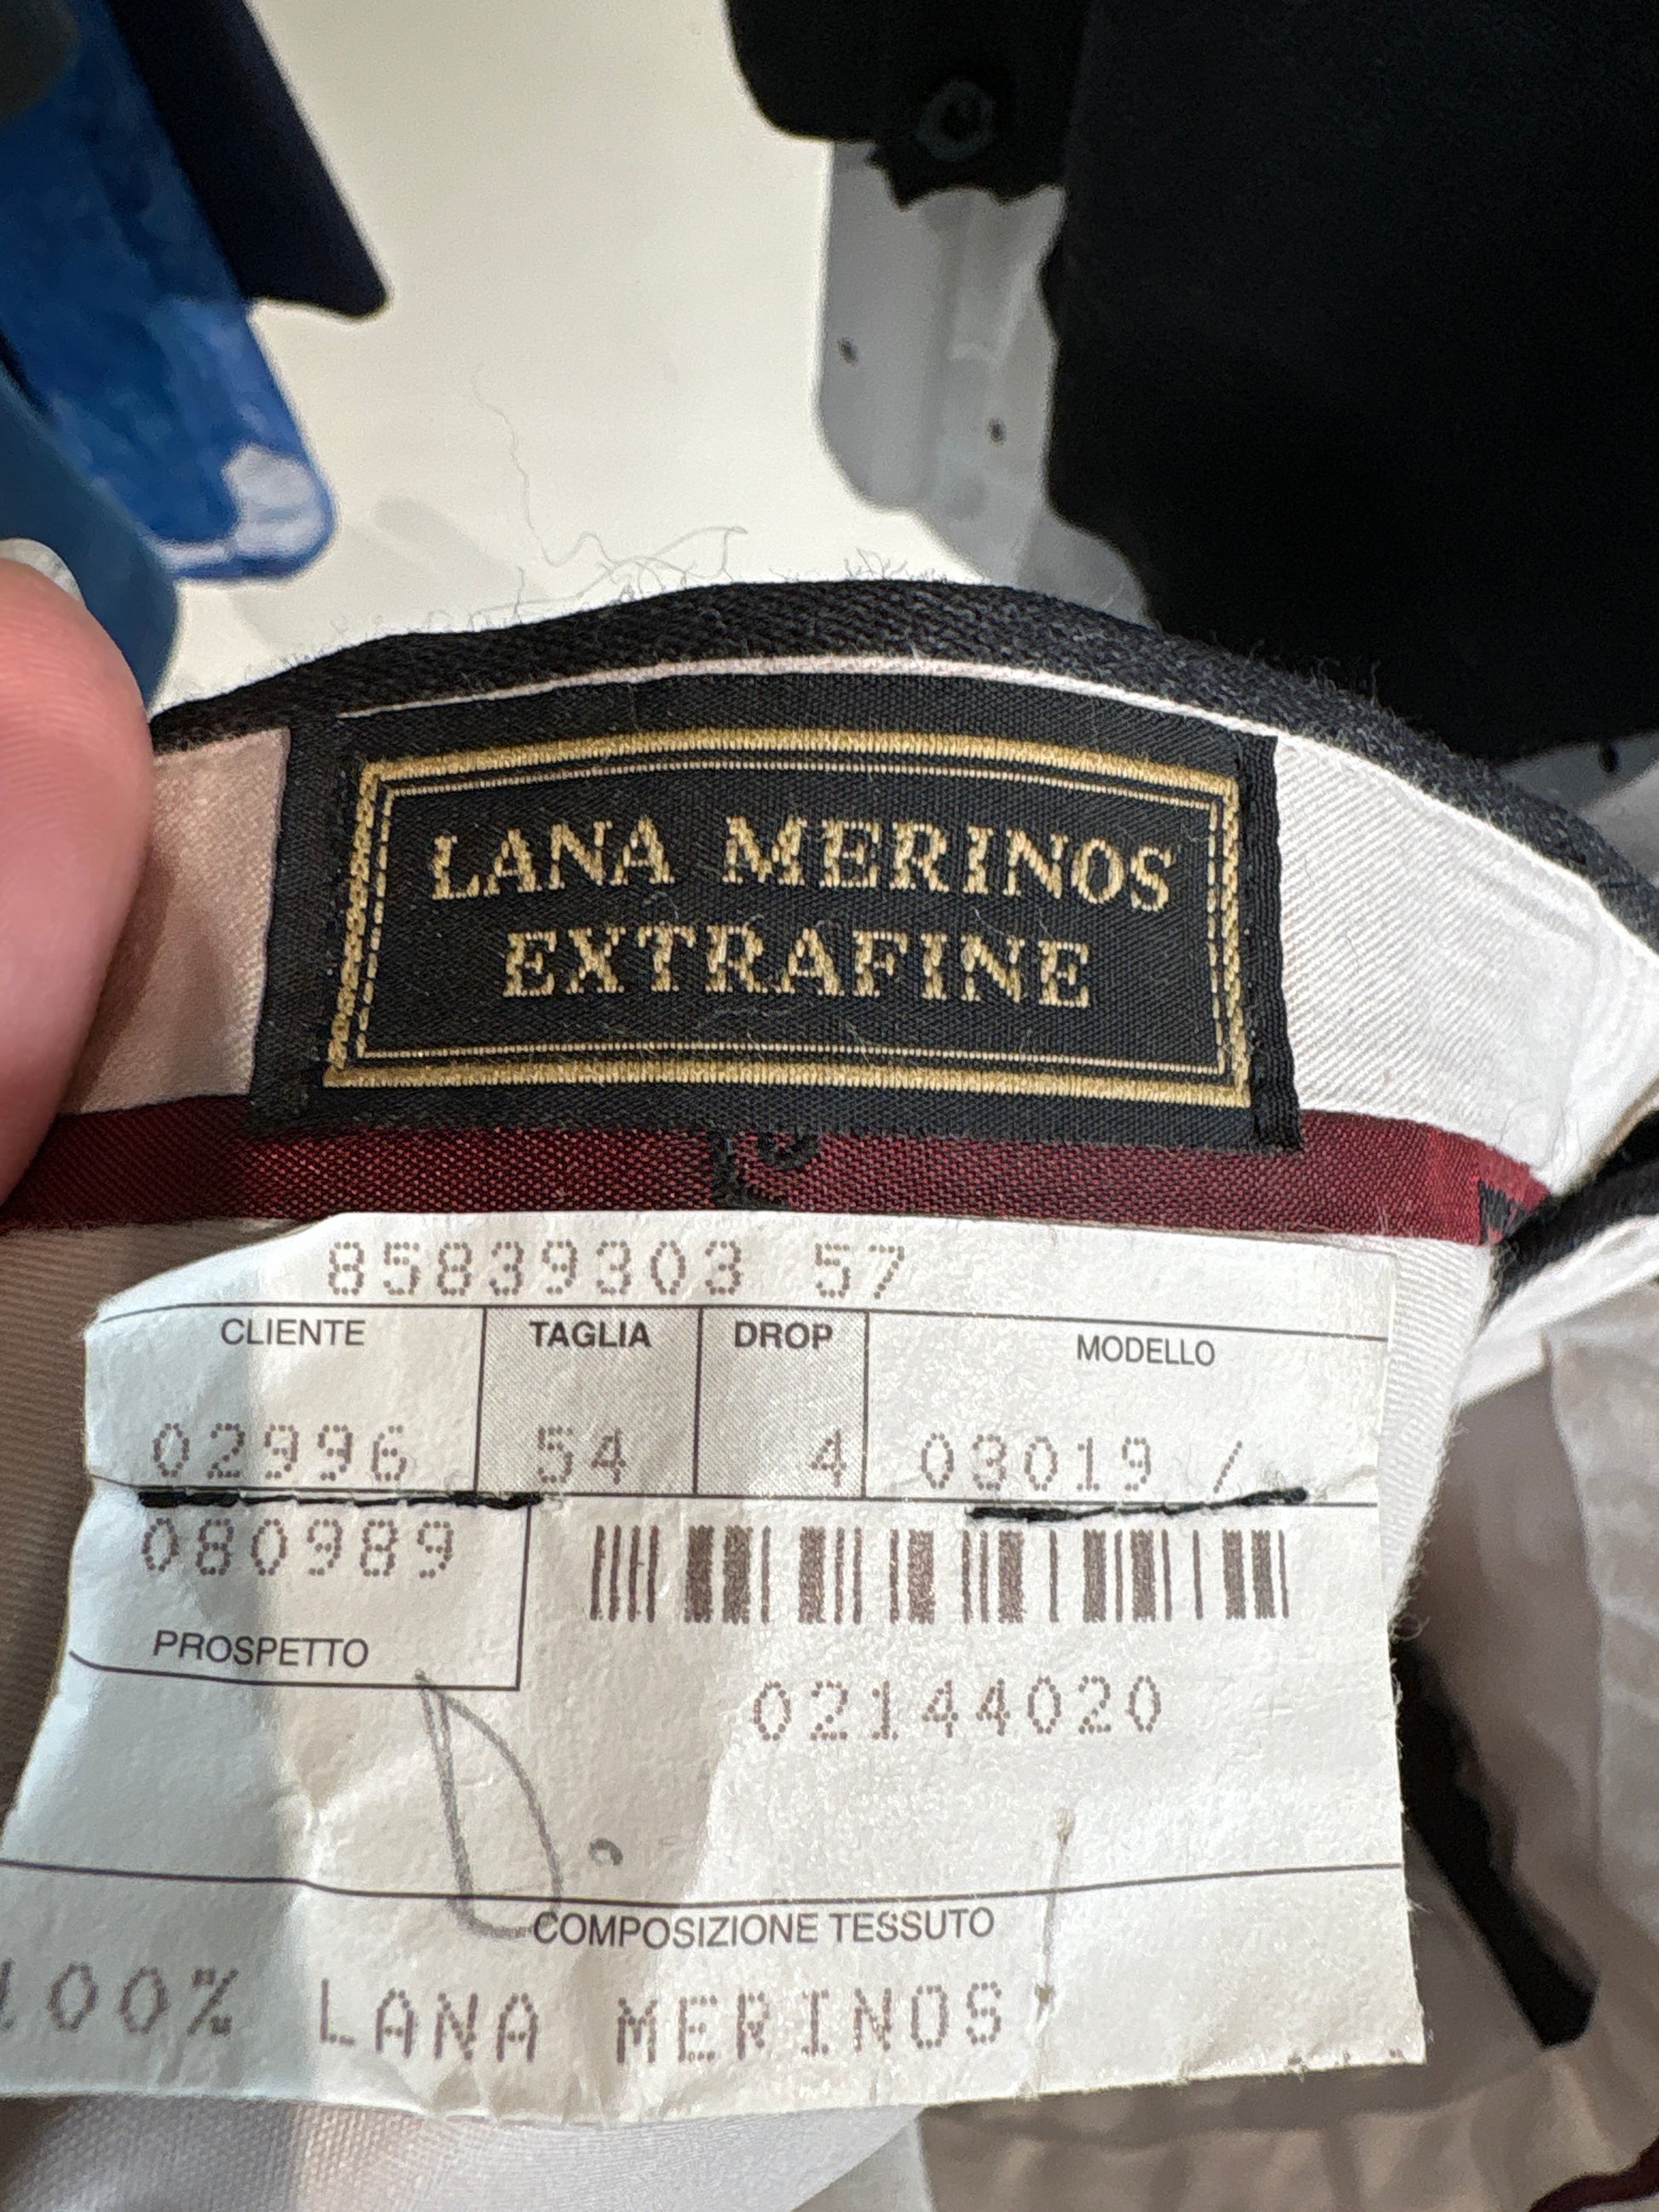 LANA MERINOS
EXTRAFINE
85839303 57
CLIENTE TAGLIA DROP MODELLO
02996 54 4 03019 /
080989
PROSPETTO
02144020
COMPOSIZIONE TESSUTO
100% LANA MERINOS